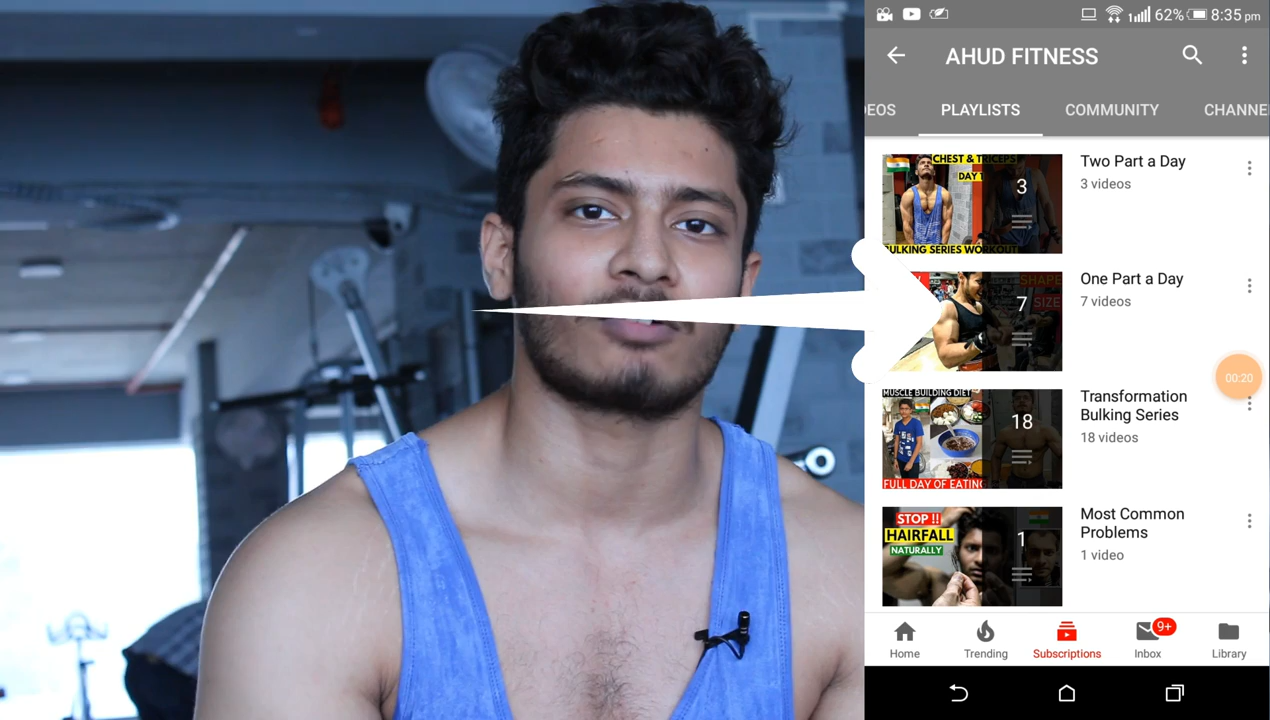 62% 8:35 pm
AHUD FITNESS
EOS PLAYLISTS COMMUNITY CHANNE
CHEST & TRICEPS
DAY 1
3
BULKING SERIES WORKOUT
Two Part a Day
3 videos
SHAPE
SIZE
7
One Part a Day
7 videos
00:20
MUSCLE BUILDING DIET
18
FULL DAY OF EATING
Transformation
Bulking Series
18 videos
STOP !!
HAIRFALL
NATURALLY
1
Most Common
Problems
1 video
9+
Home Trending Subscriptions Inbox Library